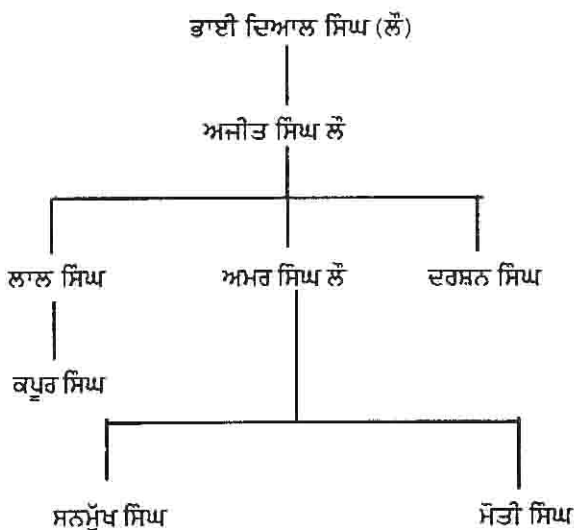 ਭਾਈ ਦਿਆਲ ਸਿੰਘ (ਲੌ)
ਅਜੀਤ ਸਿੰਘ ਲੌ
ਲਾਲ ਸਿੰਘ ਅਮਰ ਸਿੰਘ ਲੌ ਦਰਸ਼ਨ ਸਿੰਘ
ਕਪੂਰ ਸਿੰਘ
ਸਨਮੁੱਖ ਸਿੰਘ ਮੋਤੀ ਸਿੰਘ